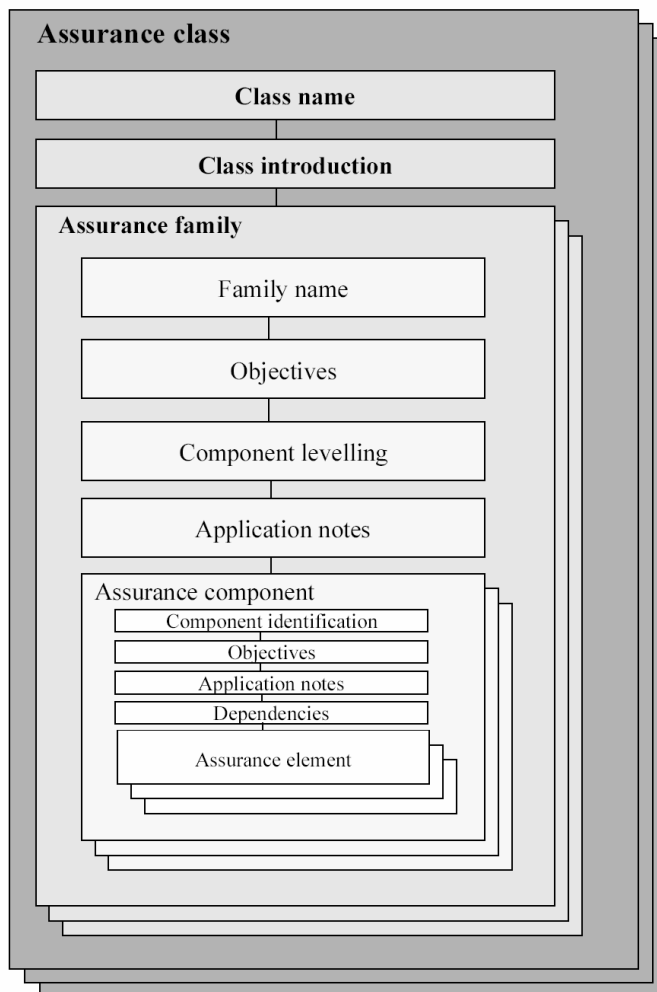 Assurance class
Class name
Class introduction
Assurance family
Family name
Objectives
Component levelling
Application notes
Assurance component
Component identification
Objectives
Application notes
Dependencies
Assurance element